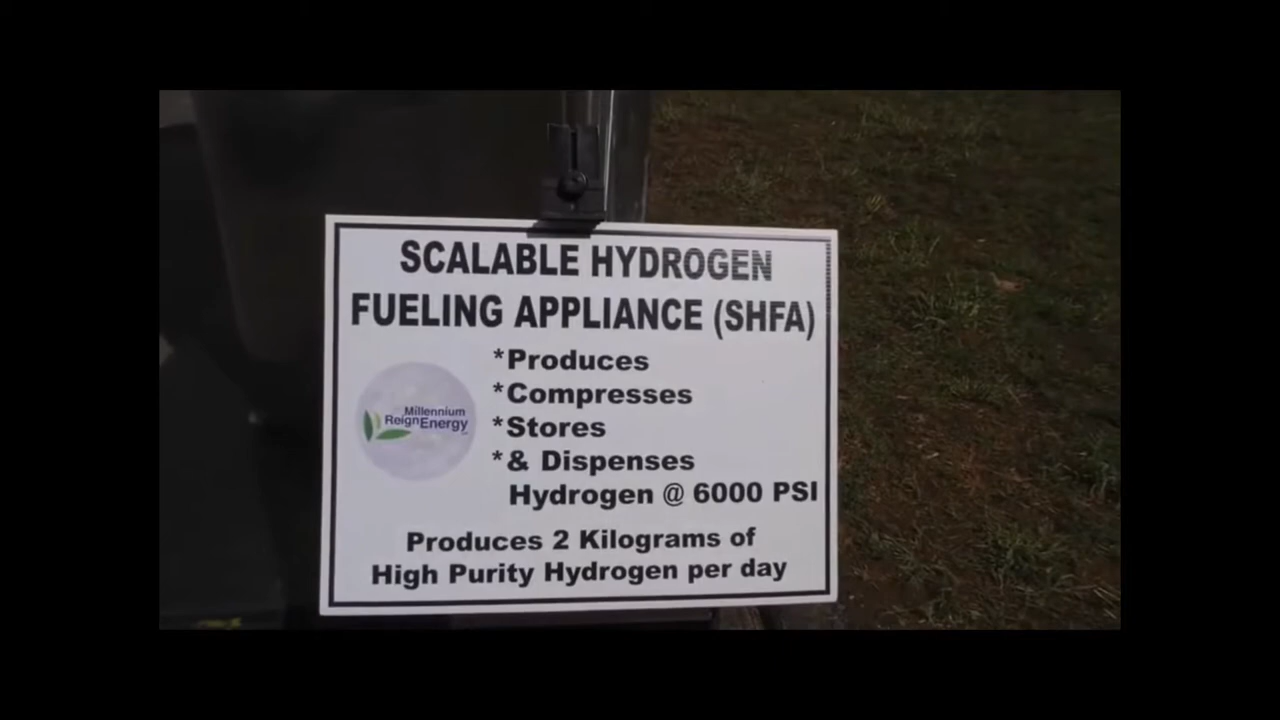 SCALABLE HYDROGEN
FUELING APPLIANCE (SHFA)
*Produces
*Compresses
*Stores
*& Dispenses
Hydrogen @ 6000 PSI
Millennium
ReignEnergy
Produces 2 Kilograms of
High Purity Hydrogen per day